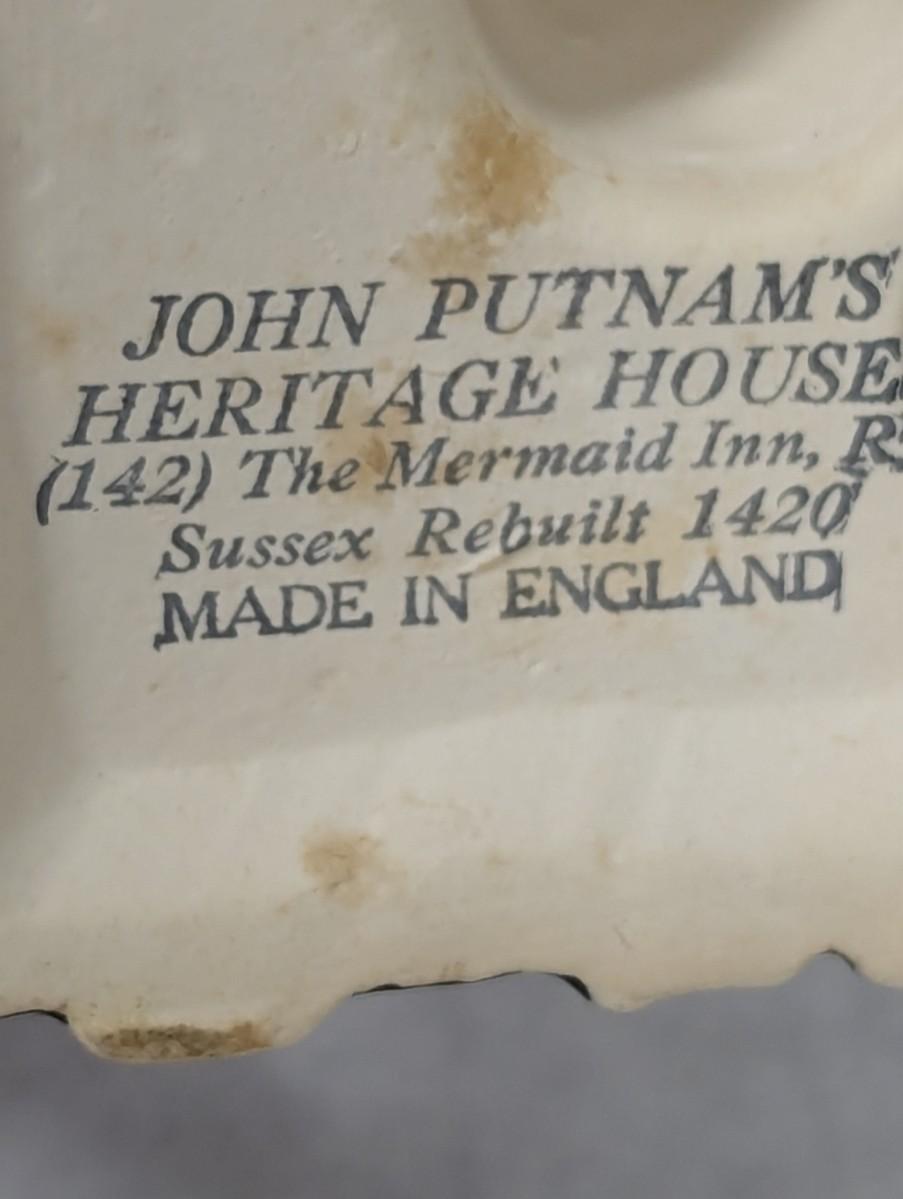 JOHN PUTNAM'S
HERITAGE HOUSE
(142) The Mermaid Inn,
Sussex Rebuilt 1420
MADE IN ENGLAND